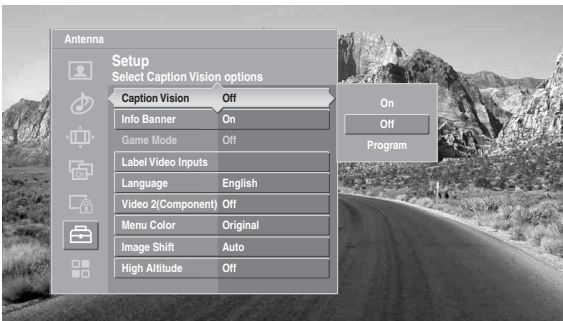 Antenna
Setup
Select Caption Vision options
Caption Vision Off
Info Banner On
Game Mode Off
Label Video Inputs
Language English
Video 2(Component) Off
Menu Color Original
Image Shift Auto
High Altitude Off
On
Off
Program
Ch